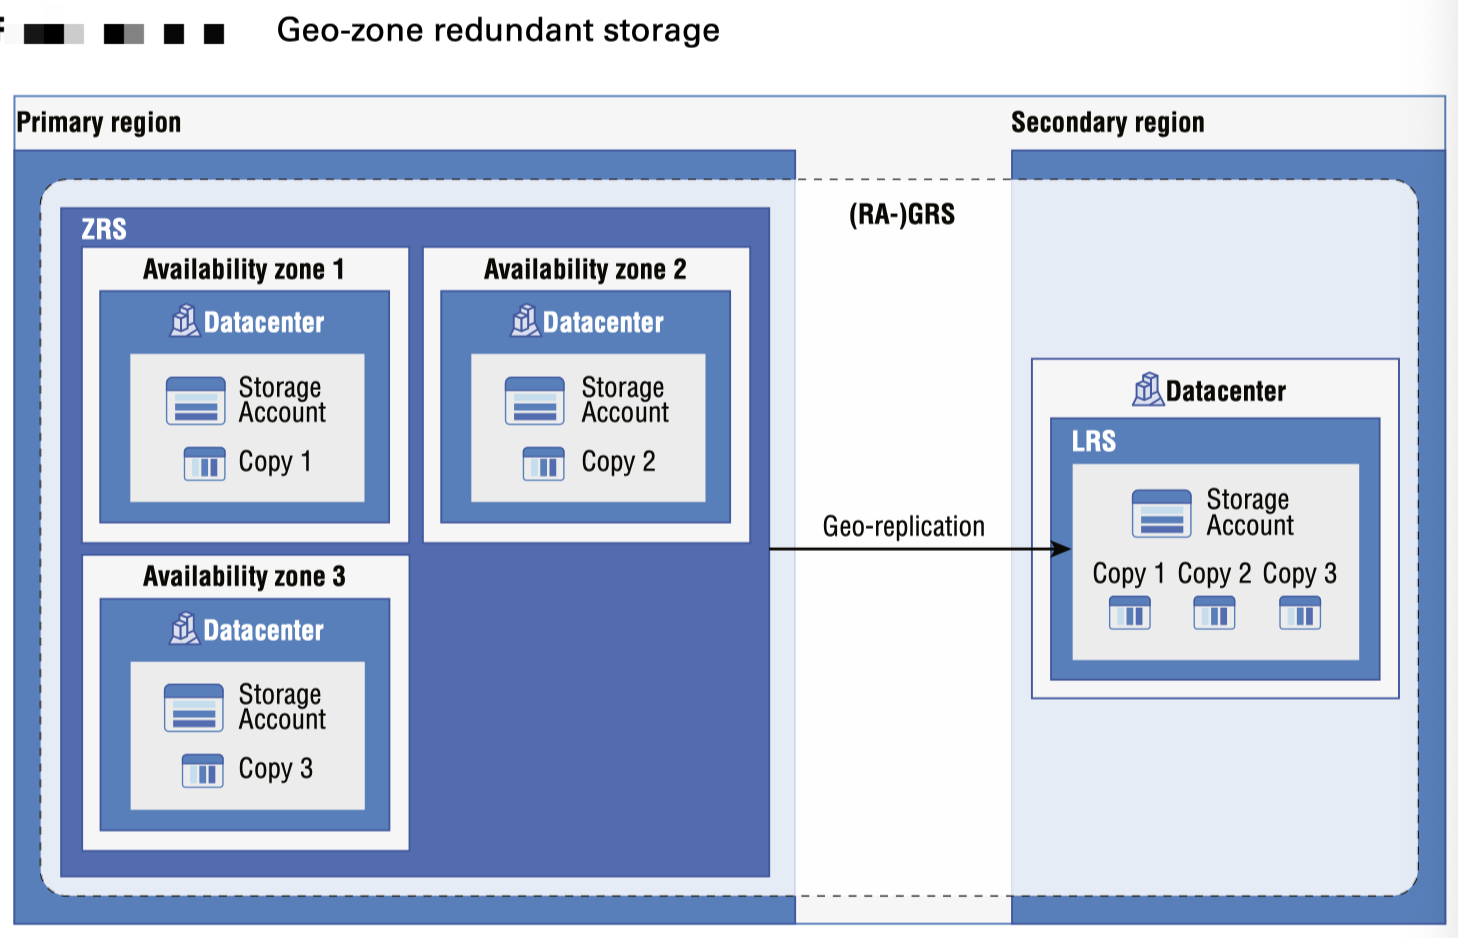 Geo-zone redundant storage
Primary region
Secondary region
(RA-)GRS
ZRS
Availability zone 1
Datacenter
Storage
Account
Copy 1
Availability zone 2
Datacenter
Storage
Account
Copy 2
Availability zone 3
Datacenter
Storage
Account
Copy 3
Geo-replication
Datacenter
LRS
Storage
Account
Copy 1 Copy 2 Copy 3